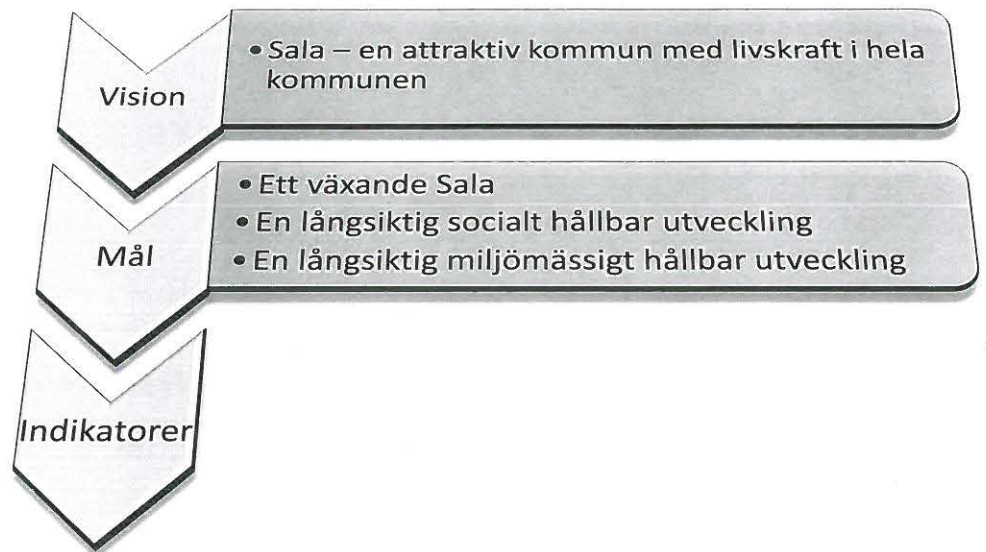 Vision
• Sala – en attraktiv kommun med livskraft i hela
kommunen
Mål
• Ett växande Sala
• En långsiktig socialt hållbar utveckling
• En långsiktig miljömässigt hållbar utveckling
Indikatorer